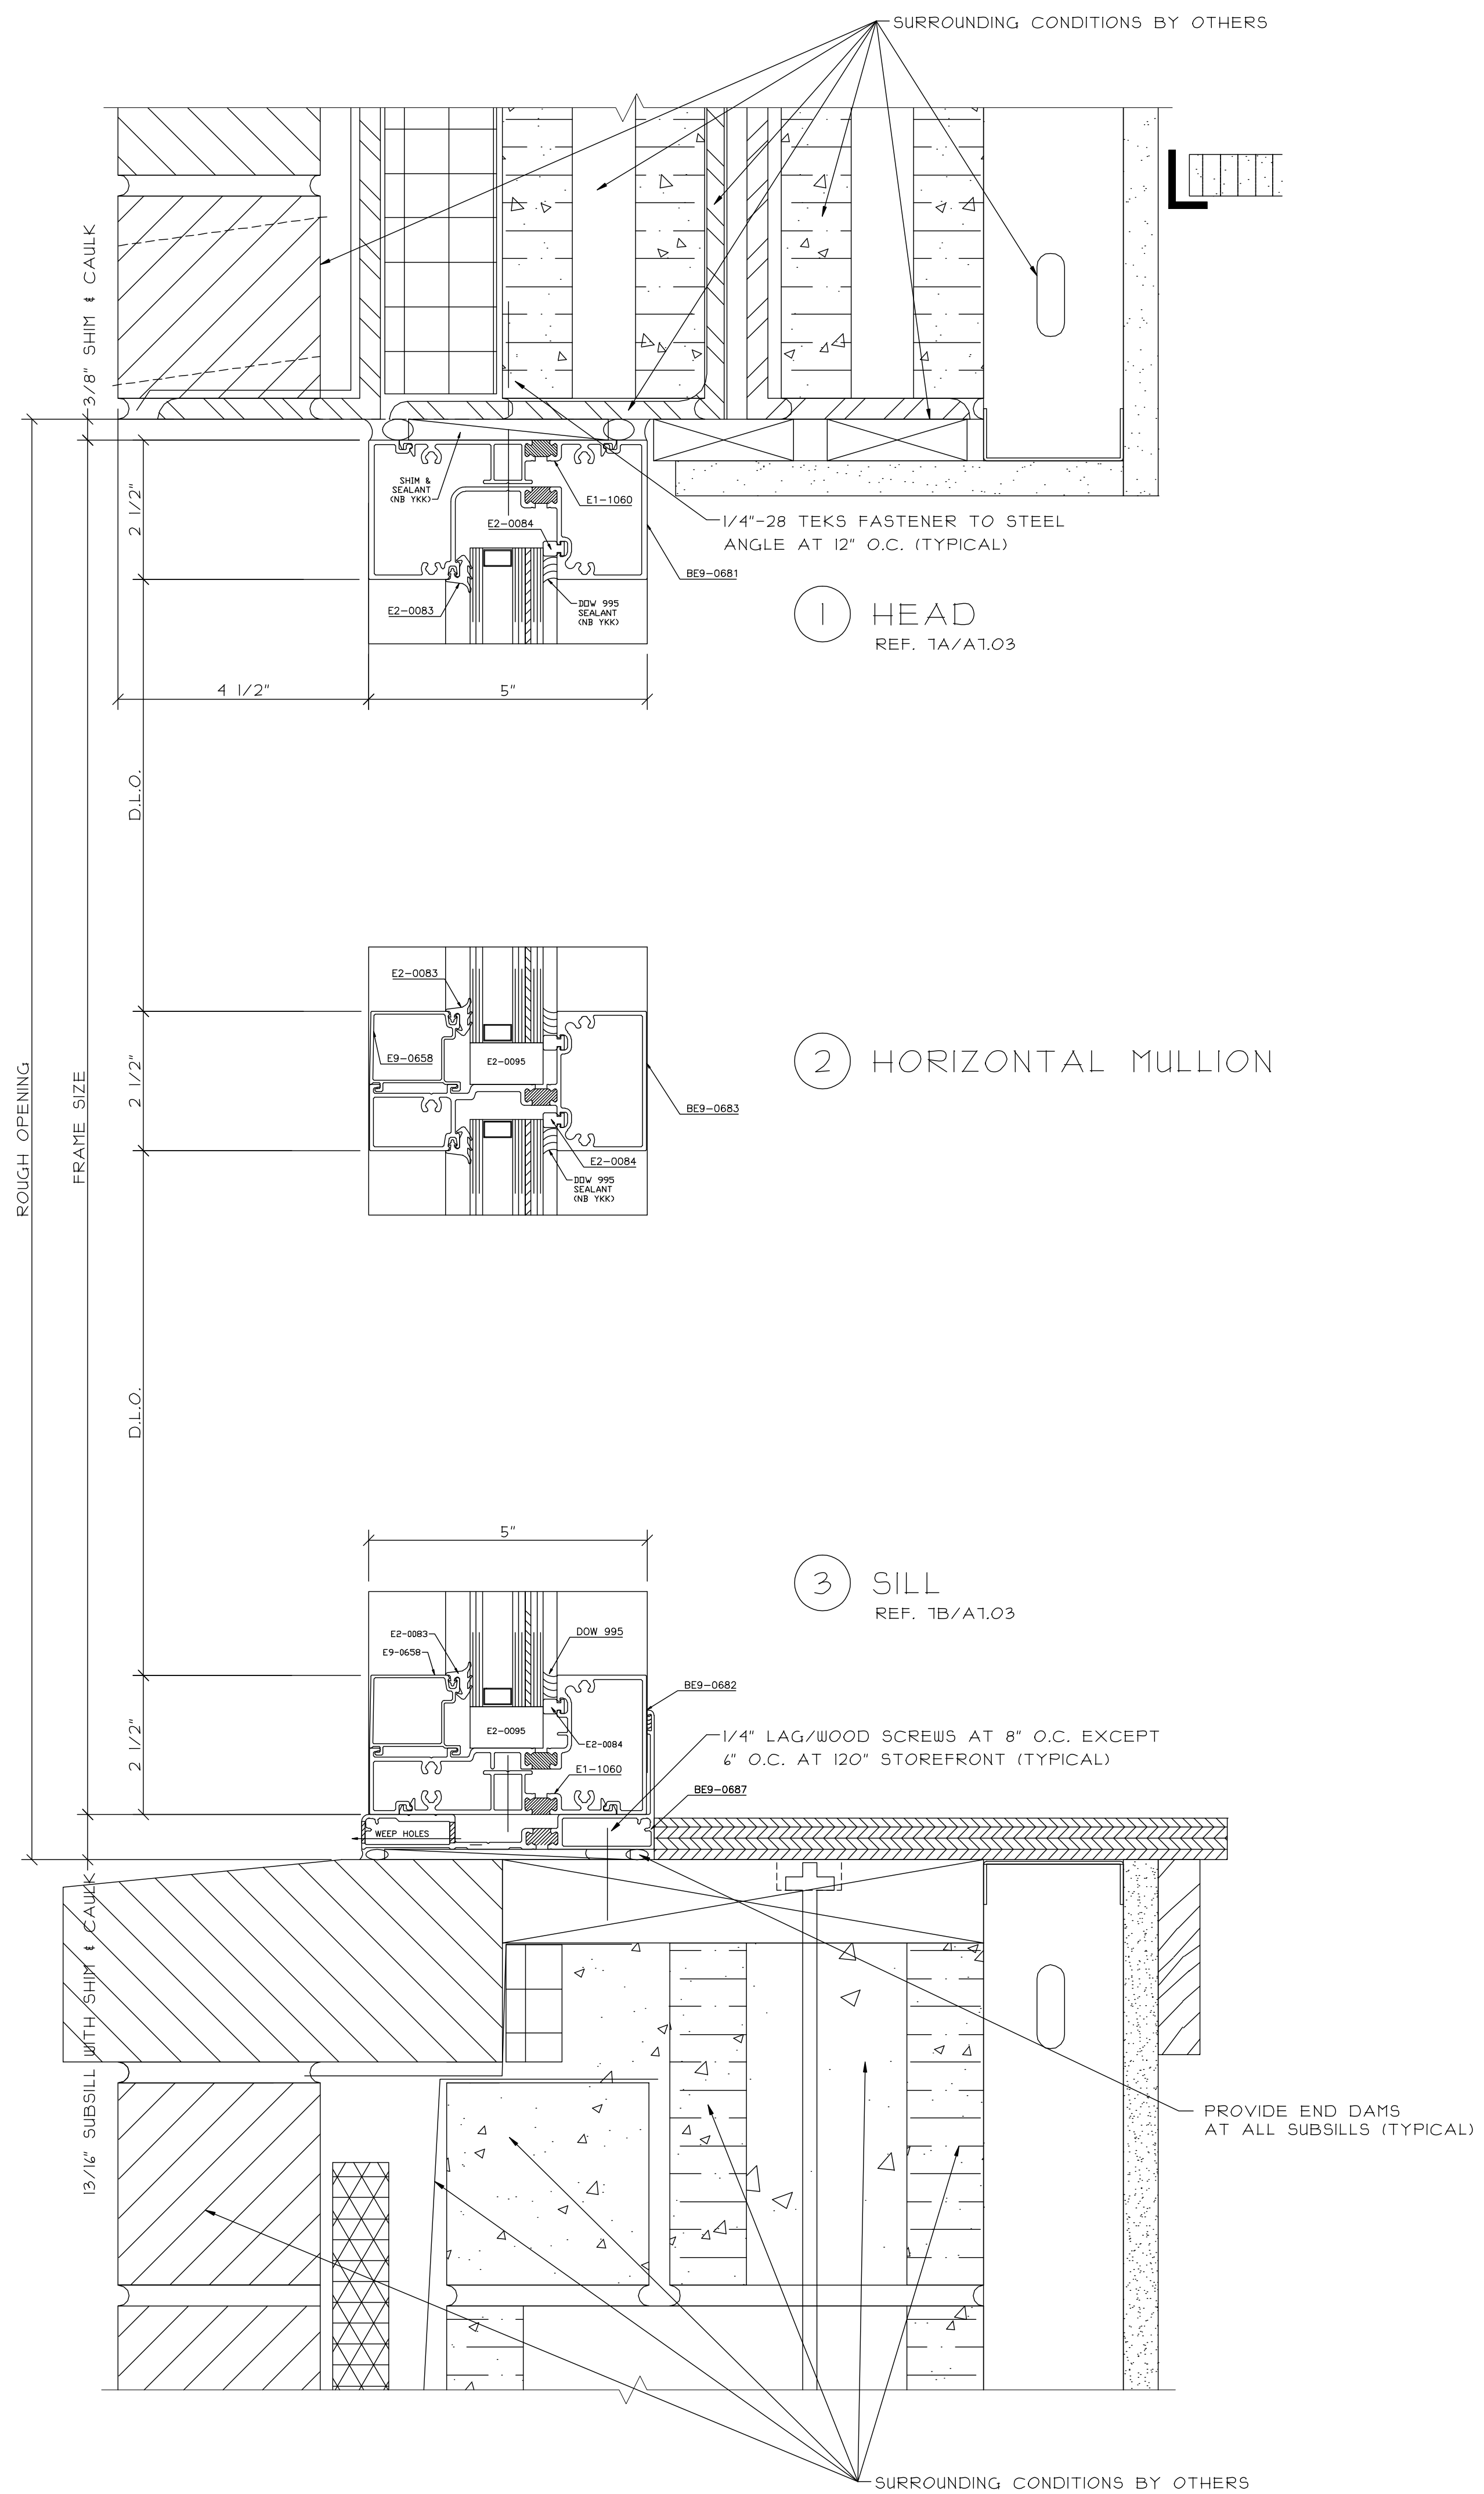 SURROUNDING CONDITIONS BY OTHERS
3/8" SHIM & CAULK
2 1/2"
SHIM &
SEALANT
(NB YKK)
E1-1060
E2-0084
1/4"-28 TEKS FASTENER TO STEEL
ANGLE AT 12" O.C. (TYPICAL)
BE9-0681
E2-0083
DOW 995
SEALANT
(NB YKK)
1 HEAD
REF. 7A/A7.03
4 1/2"
5"
D.L.O.
E2-0083
E9-0658
E2-0095
2 1/2"
2 HORIZONTAL MULLION
BE9-0683
E2-0084
DOW 995
SEALANT
(NB YKK)
ROUGH OPENING
FRAME SIZE
D.L.O.
5"
3 SILL
REF. 7B/A7.03
E2-0083
E9-0658
DOW 995
BE9-0682
E2-0095
E2-0084
2 1/2"
1/4" LAG/WOOD SCREWS AT 8" O.C. EXCEPT
6" O.C. AT 120" STOREFRONT (TYPICAL)
E1-1060
BE9-0687
WEEP HOLES
13/16" SUBSILL WITH SHIM & CAULK
PROVIDE END DAMS
AT ALL SUBSILLS (TYPICAL)
SURROUNDING CONDITIONS BY OTHERS